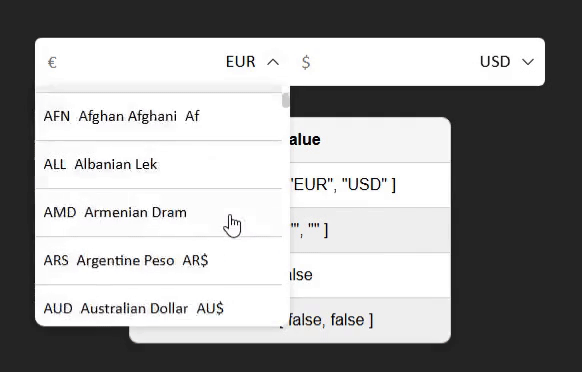 € EUR $ USD
AFN Afghan Afghani Af
ALL Albanian Lek
AMD Armenian Dram
ARS Argentine Peso AR$
AUD Australian Dollar AU$
alue
"EUR", "USD" ]
", "" ]
alse
[ false, false ]